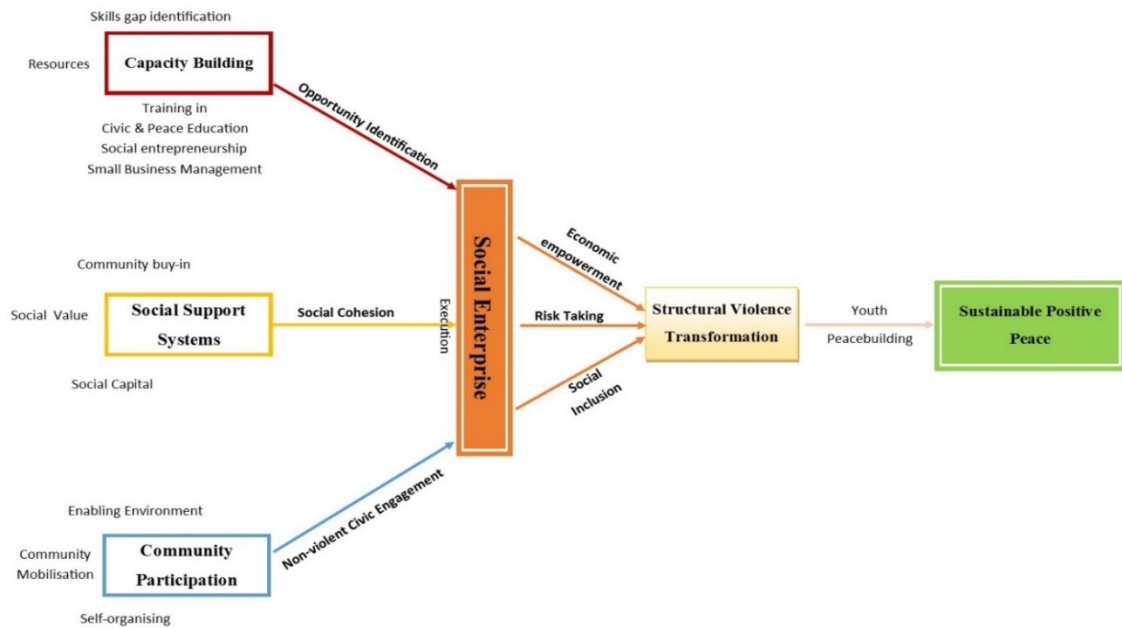 Skills gap identification
Resources
Capacity Building
Training in
Civic & Peace Education
Social entrepreneurship
Small Business Management
Opportunity Identification
Community buy-in
Social Value
Social Support
Systems
Social Capital
Social Cohesion
Enabling Environment
Community
Mobilisation
Community
Participation
Self-organising
Non-violent Civic Engagement
Execution
Social Enterprise
Economic
empowerment
Risk Taking
Social
Inclusion
Structural Violence
Transformation
Youth
Peacebuilding
Sustainable Positive
Peace